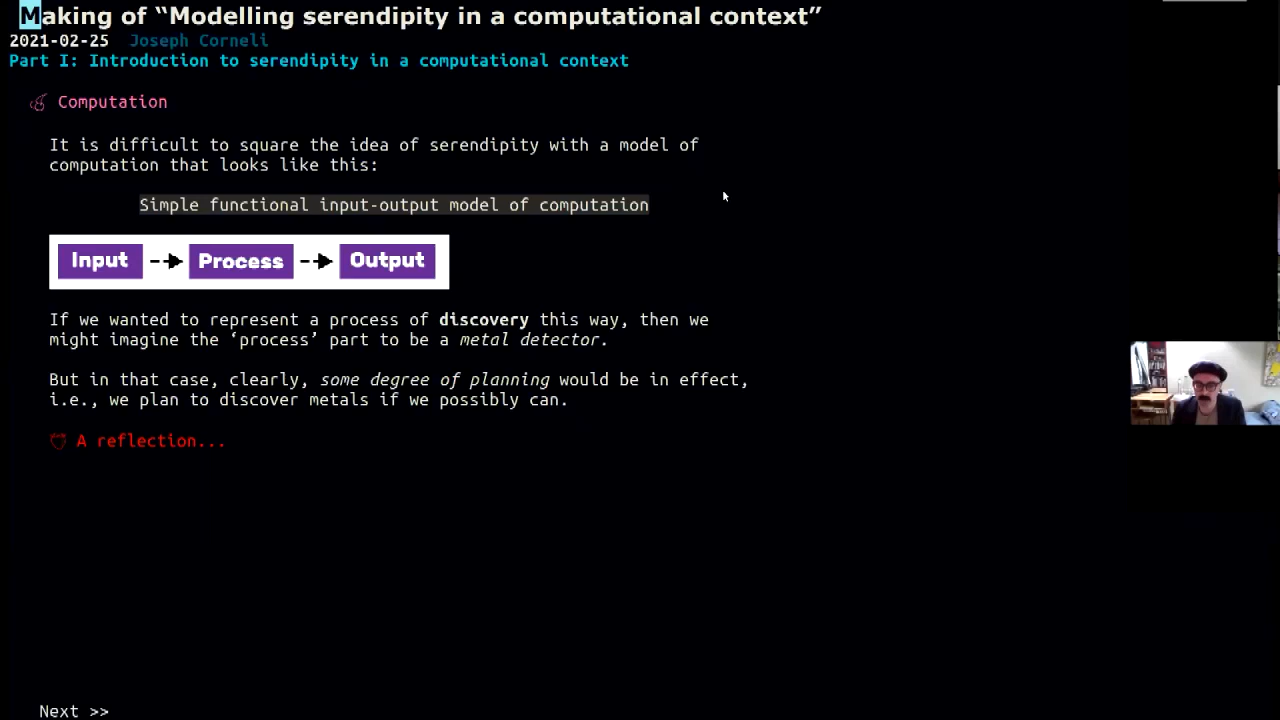 Making of “Modelling serendipity in a computational context”
2021-02-25 Joseph Corneli
Part I: Introduction to serendipity in a computational context
Computation
It is difficult to square the idea of serendipity with a model of
computation that looks like this:
Simple functional input-output model of computation
Input Process Output
If we wanted to represent a process of discovery this way, then we
might imagine the ‘process’ part to be a metal detector.
But in that case, clearly, some degree of planning would be in effect,
i.e., we plan to discover metals if we possibly can.
A reflection...
Next >>